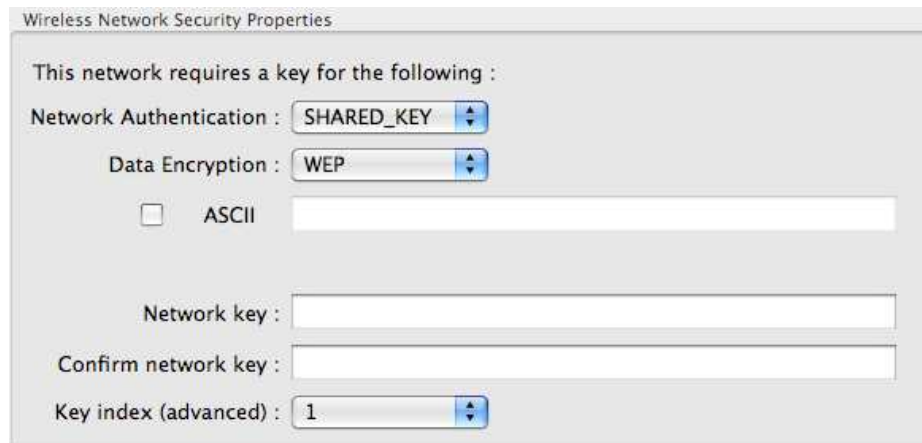 Wireless Network Security Properties
This network requires a key for the following :
Network Authentication : SHARED_KEY
Data Encryption : WEP
ASCII
Network key :
Confirm network key :
Key index (advanced) : 1